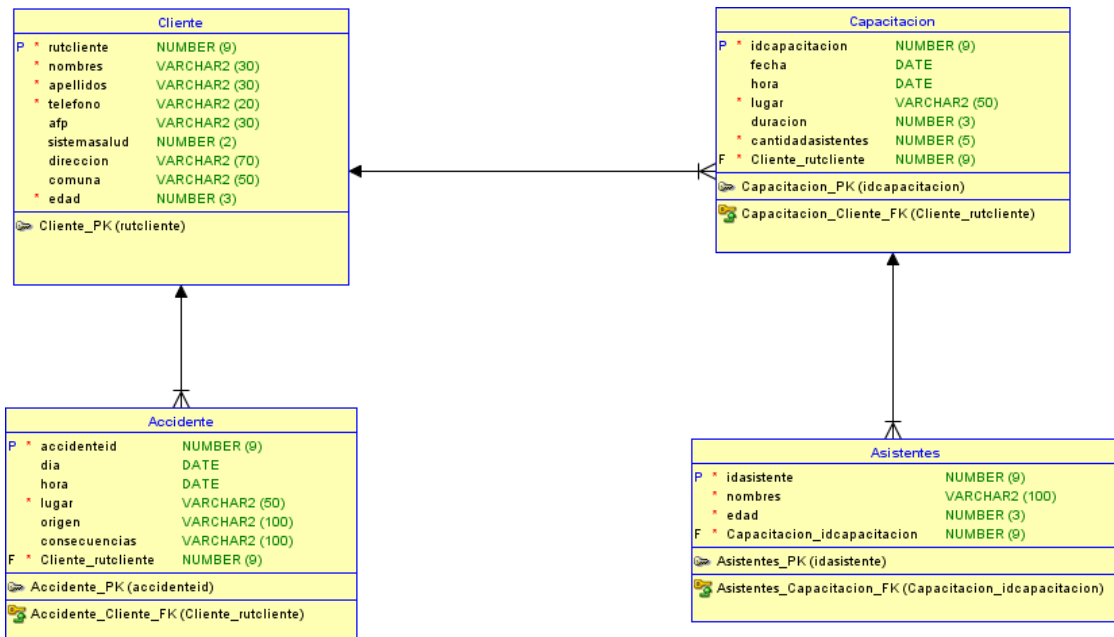 Cliente
P * rutcliente NUMBER (9)
* nombres VARCHAR2 (30)
* apellidos VARCHAR2 (30)
* telefono VARCHAR2 (20)
afp VARCHAR2 (30)
sistemasalud NUMBER (2)
direccion VARCHAR2 (70)
comuna VARCHAR2 (50)
* edad NUMBER (3)
Cliente_PK (rutcliente)
Capacitacion
P * idcapacitacion NUMBER (9)
fecha DATE
hora DATE
* lugar VARCHAR2 (50)
duracion NUMBER (3)
* cantidadasistentes NUMBER (5)
F * Cliente_rutcliente NUMBER (9)
Capacitacion_PK (idcapacitacion)
Capacitacion_Cliente_FK (Cliente_rutcliente)
Accidente
P * accidenteid NUMBER (9)
dia DATE
hora DATE
* lugar VARCHAR2 (50)
origen VARCHAR2 (100)
consecuencias VARCHAR2 (100)
F * Cliente_rutcliente NUMBER (9)
Accidente_PK (accidenteid)
Accidente_Cliente_FK (Cliente_rutcliente)
Asistentes
P * idasistente NUMBER (9)
* nombres VARCHAR2 (100)
* edad NUMBER (3)
F * Capacitacion_idcapacitacion NUMBER (9)
Asistentes_PK (idasistente)
Asistentes_Capacitacion_FK (Capacitacion_idcapacitacion)